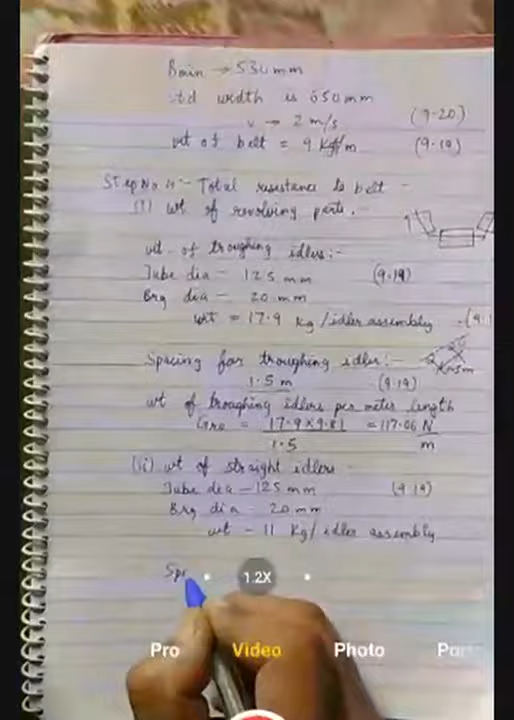 Bmin → 530 mm
std width is 650 mm
v → 2 m/s (9.20)
wt of belt = 9 Kgf/m (9.19)
Step No 4:- Total resistance to belt -
(i) wt of revolving parts. -
wt. of troughing idlers:-
Tube dia - 125 mm (9.19)
Brg dia - 20 mm
wt = 17.9 Kg/idler assembly - (9.1
Spacing for troughing idler:-
1.5 m (9.19)
wt of troughing idlers per meter length
= 17.9 x 9.81 = 117.06 N
1.5 m
(ii) wt of straight idlers -
Tube dia - 125 mm (9.19)
Brg dia - 20 mm
wt - 11 Kg/idler assembly
Spa
1.2X
Pro Video Photo Por